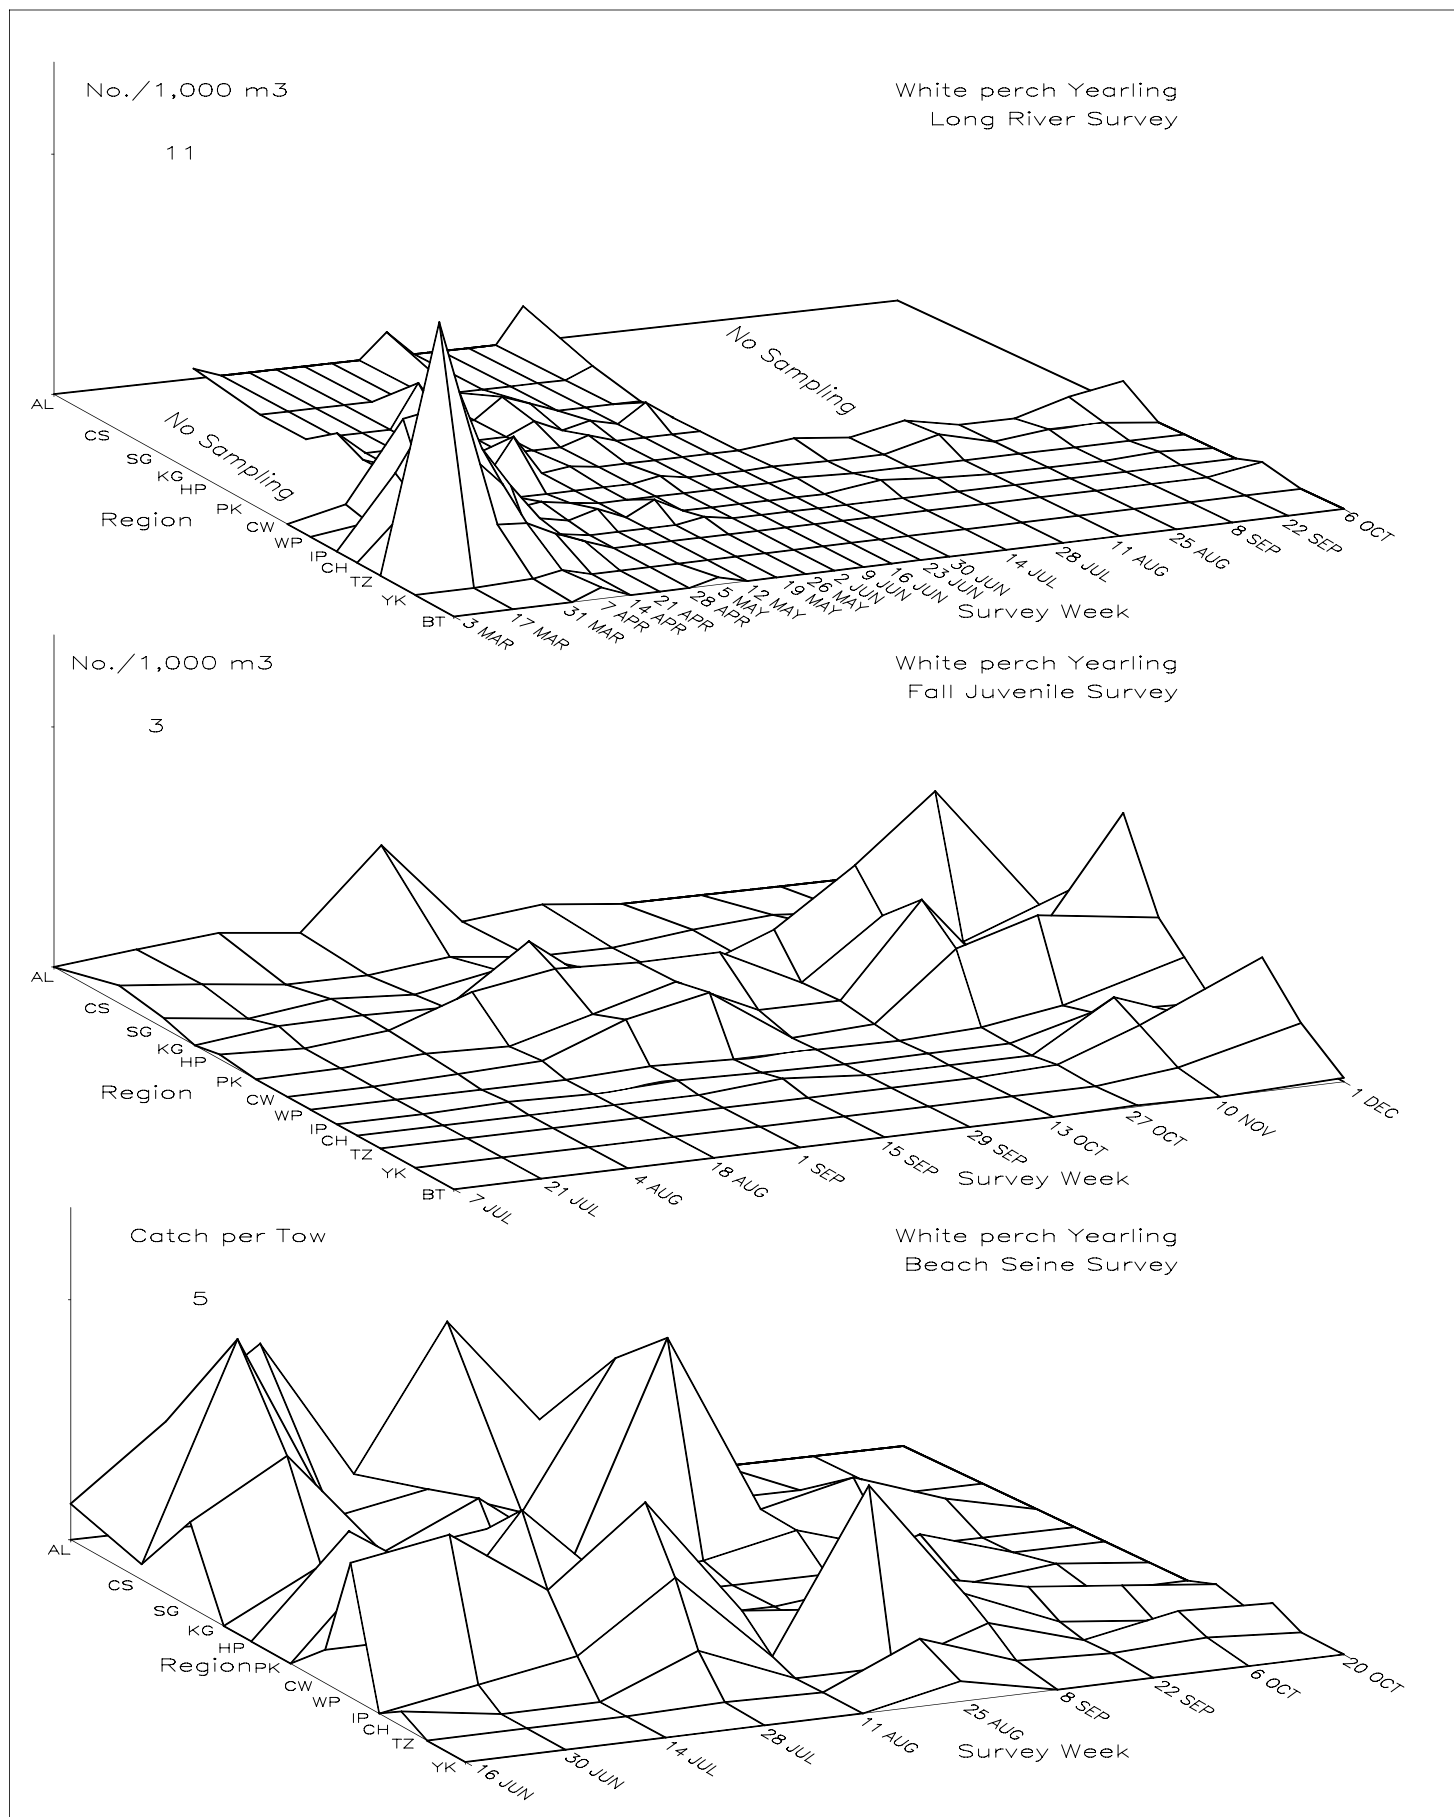 No./1,000 m3
White perch Yearling
Long River Survey
11
No Sampling
No Sampling
AL
CS
SG
KG
HP
PK
CW
WP
IP
CH
TZ
YK
BT
Region
3 MAR
17 MAR
31 MAR
7 APR
14 APR
21 APR
28 APR
5 MAY
12 MAY
19 MAY
26 MAY
2 JUN
9 JUN
16 JUN
23 JUN
30 JUN
14 JUL
28 JUL
11 AUG
25 AUG
8 SEP
22 SEP
6 OCT
Survey Week
No./1,000 m3
White perch Yearling
Fall Juvenile Survey
3
AL
CS
SG
KG
HP
PK
CW
WP
IP
CH
TZ
YK
BT
Region
7 JUL
21 JUL
4 AUG
18 AUG
1 SEP
15 SEP
29 SEP
13 OCT
27 OCT
10 NOV
1 DEC
Survey Week
Catch per Tow
White perch Yearling
Beach Seine Survey
5
AL
CS
SG
KG
HP
PK
CW
WP
IP
CH
TZ
YK
Region
16 JUN
30 JUN
14 JUL
28 JUL
11 AUG
25 AUG
8 SEP
22 SEP
6 OCT
20 OCT
Survey Week